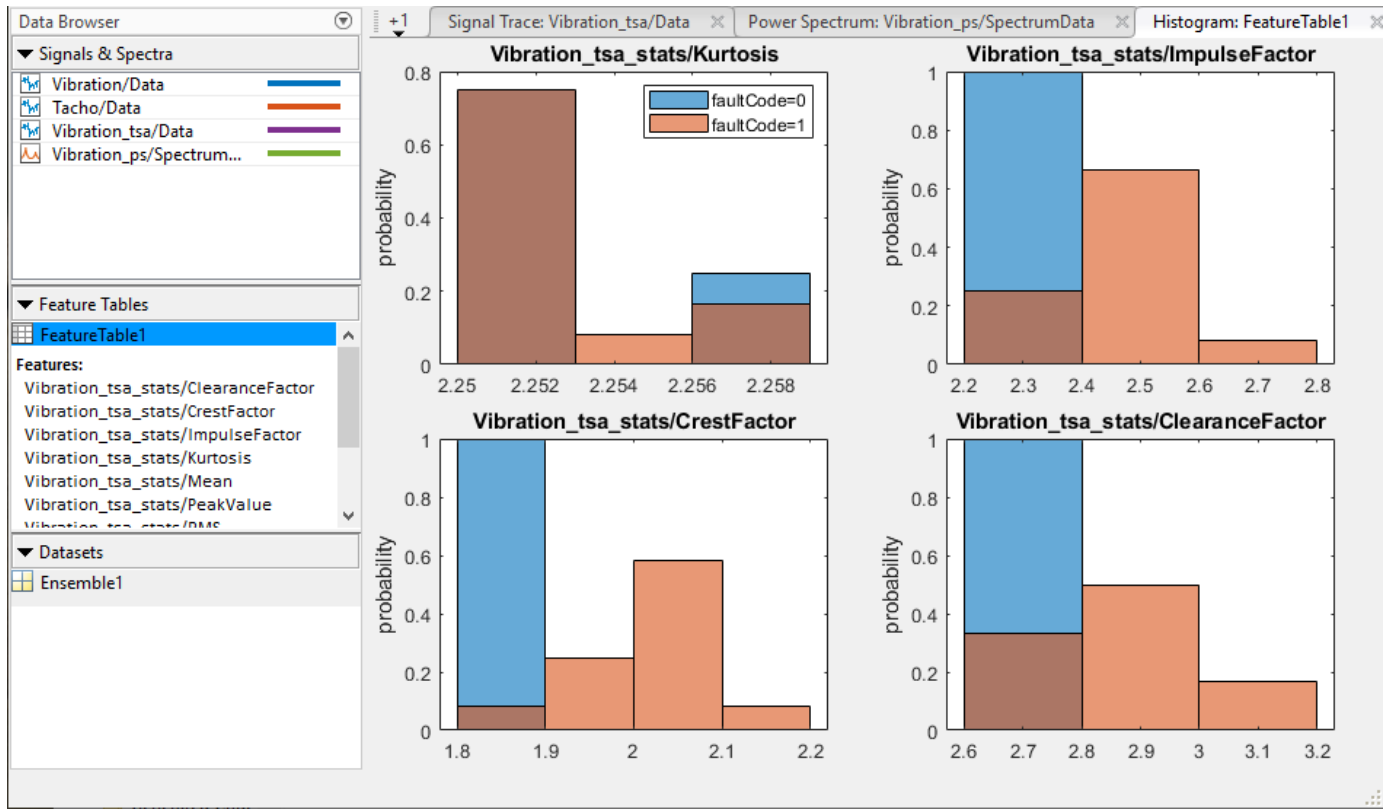 Data Browser
Signals & Spectra
Vibration/Data
Tacho/Data
Vibration_tsa/Data
Vibration_ps/Spectrum...
Feature Tables
FeatureTable1
Features:
Vibration_tsa_stats/ClearanceFactor
Vibration_tsa_stats/CrestFactor
Vibration_tsa_stats/ImpulseFactor
Vibration_tsa_stats/Kurtosis
Vibration_tsa_stats/Mean
Vibration_tsa_stats/PeakValue
Vibration_tsa_stats/RMS
Datasets
Ensemble1
+1
Signal Trace: Vibration_tsa/Data
Power Spectrum: Vibration_ps/SpectrumData
Histogram: FeatureTable1
Vibration_tsa_stats/Kurtosis
faultCode=0
faultCode=1
probability
0.8
0.6
0.4
0.2
0
2.25 2.252 2.254 2.256 2.258
Vibration_tsa_stats/ImpulseFactor
probability
1
0.8
0.6
0.4
0.2
0
2.2 2.3 2.4 2.5 2.6 2.7 2.8
Vibration_tsa_stats/CrestFactor
probability
1
0.8
0.6
0.4
0.2
0
1.8 1.9 2 2.1 2.2
Vibration_tsa_stats/ClearanceFactor
probability
1
0.8
0.6
0.4
0.2
0
2.6 2.7 2.8 2.9 3 3.1 3.2